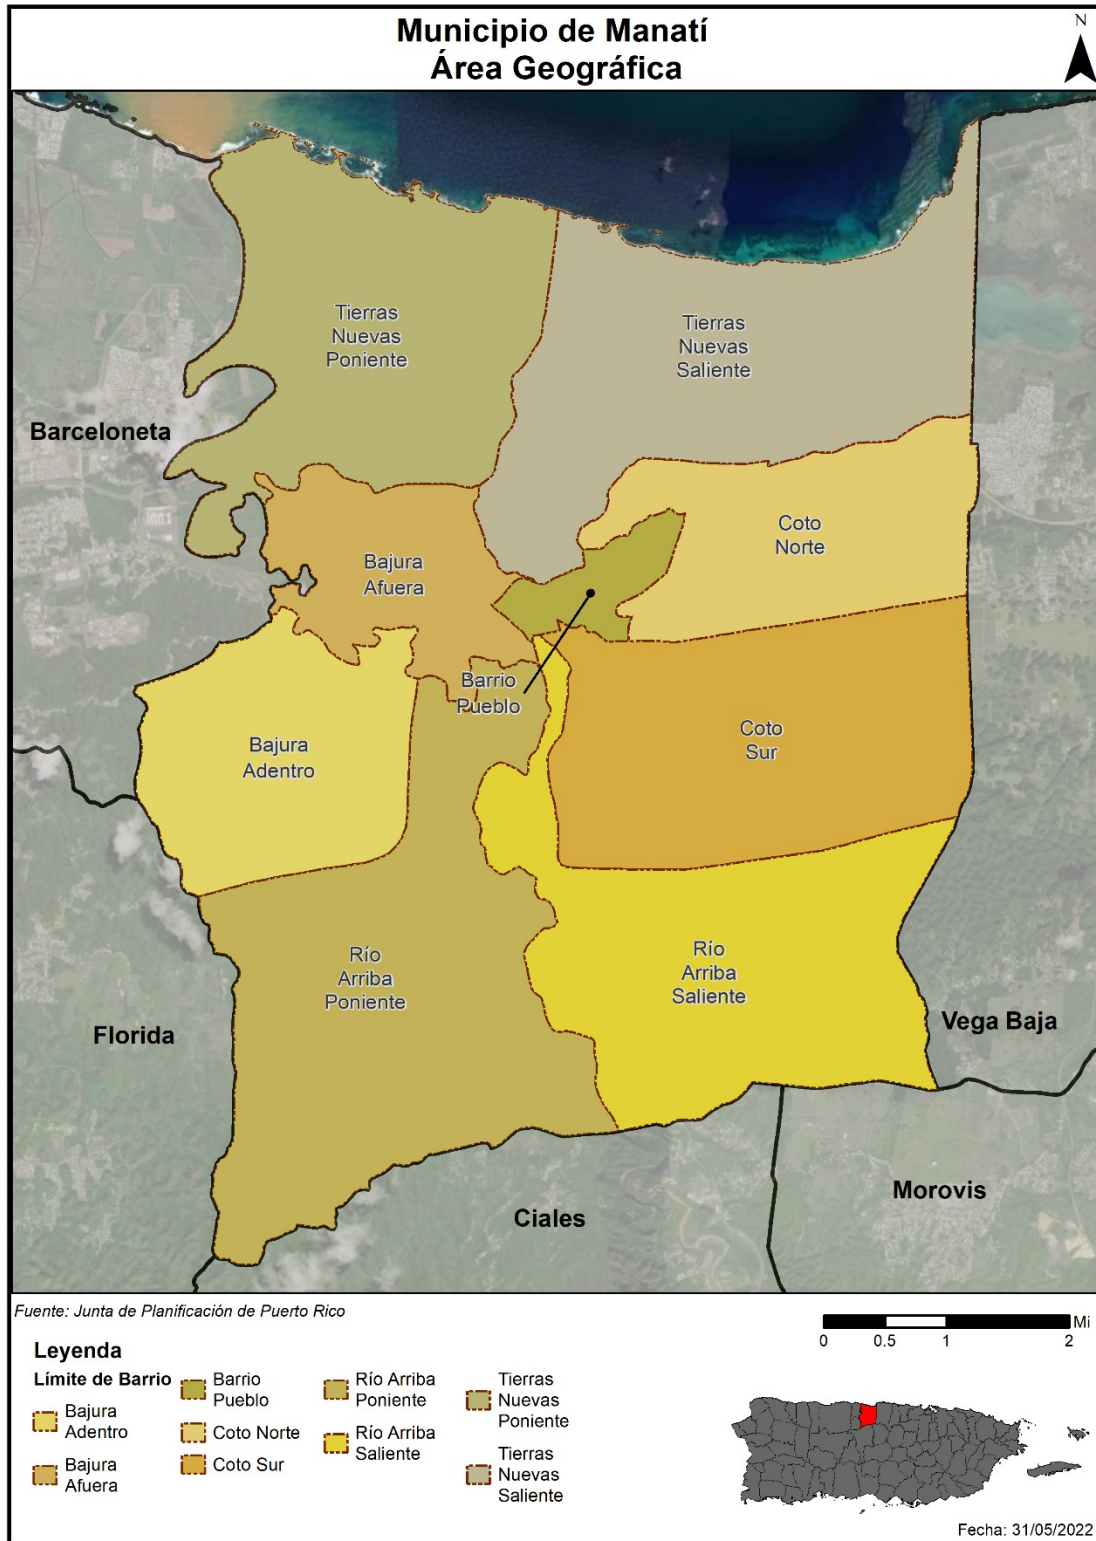 Municipio de Manatí
Área Geográfica
N
Tierras
Nuevas
Poniente
Tierras
Nuevas
Saliente
Barceloneta
Coto
Norte
Bajura
Afuera
Barrio
Pueblo
Bajura
Adentro
Coto
Sur
Río
Arriba
Poniente
Río
Arriba
Saliente
Florida
Vega Baja
Morovis
Ciales
Fuente: Junta de Planificación de Puerto Rico
Mi
0 0.5 1 2
Leyenda
Límite de Barrio
Bajura
Adentro
Bajura
Afuera
Barrio
Pueblo
Coto Norte
Coto Sur
Río Arriba
Poniente
Río Arriba
Saliente
Tierras
Nuevas
Poniente
Tierras
Nuevas
Saliente
Fecha: 31/05/2022